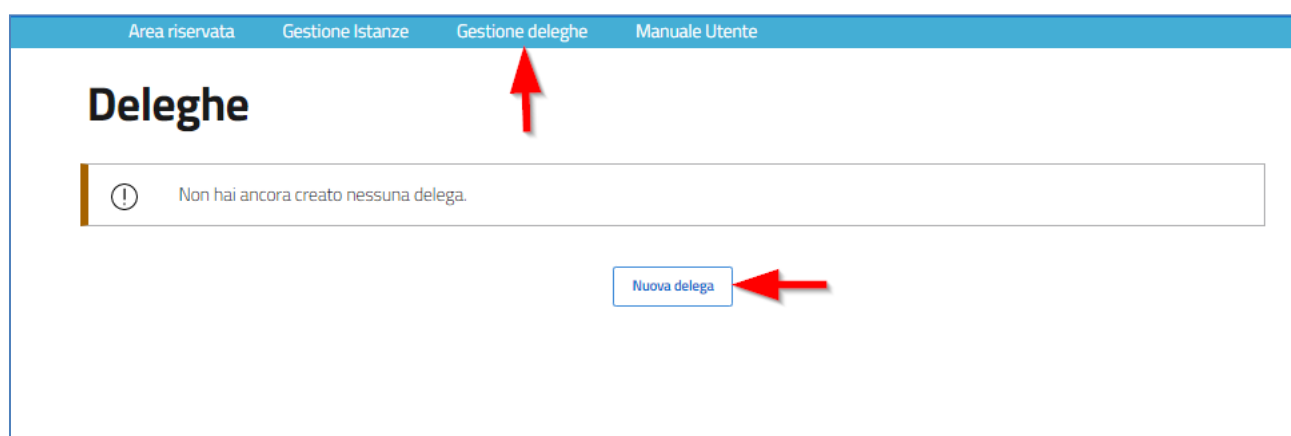 Area riservata Gestione Istanze Gestione deleghe Manuale Utente
Deleghe
Non hai ancora creato nessuna delega.
Nuova delega